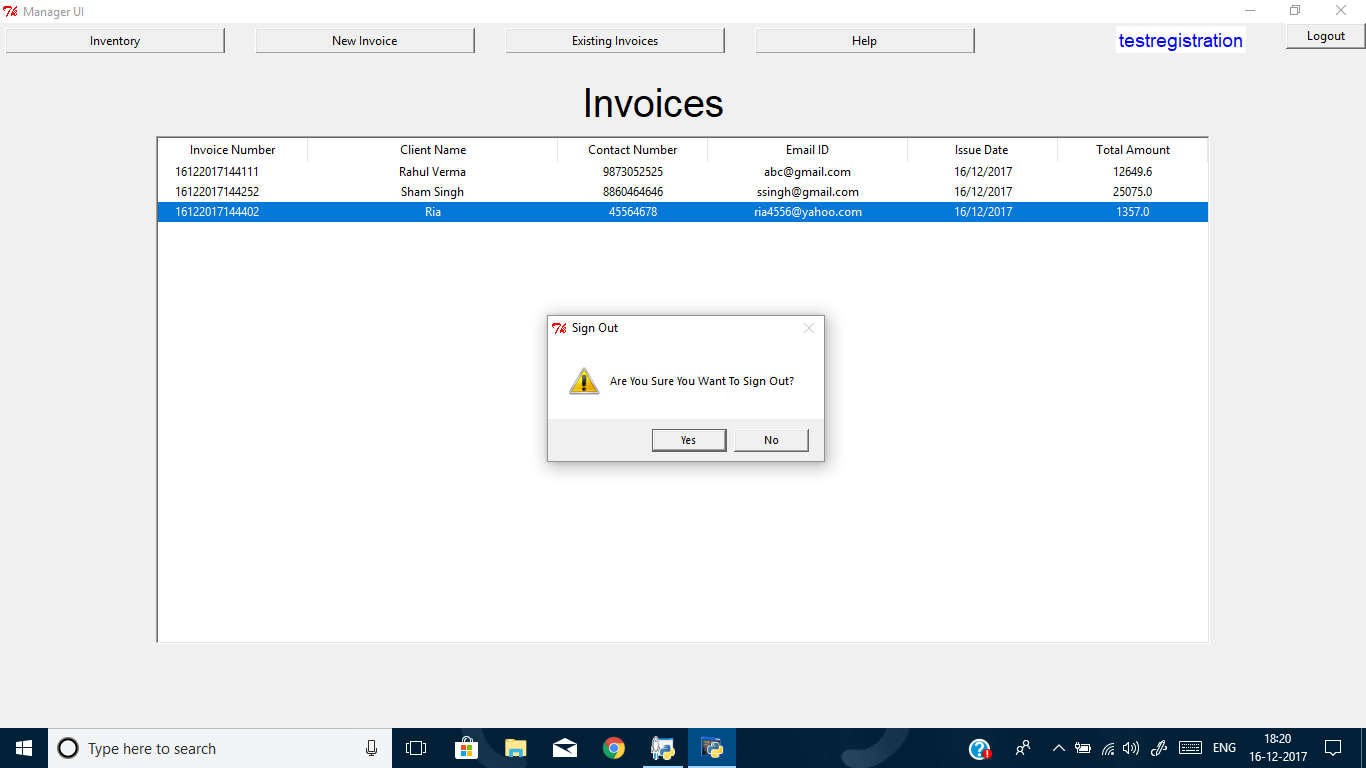 Manager UI
Inventory New Invoice Existing Invoices Help testregistration Logout
Invoices
Invoice Number Client Name Contact Number Email ID Issue Date Total Amount
16122017144111 Rahul Verma 9873052525 abc@gmail.com 16/12/2017 12649.6
16122017144252 Sham Singh 8860464646 ssingh@gmail.com 16/12/2017 25075.0
16122017144402 Ria 45564678 ria4556@yahoo.com 16/12/2017 1357.0
Sign Out
Are You Sure You Want To Sign Out?
Yes No
Type here to search
ENG
18:20
16-12-2017